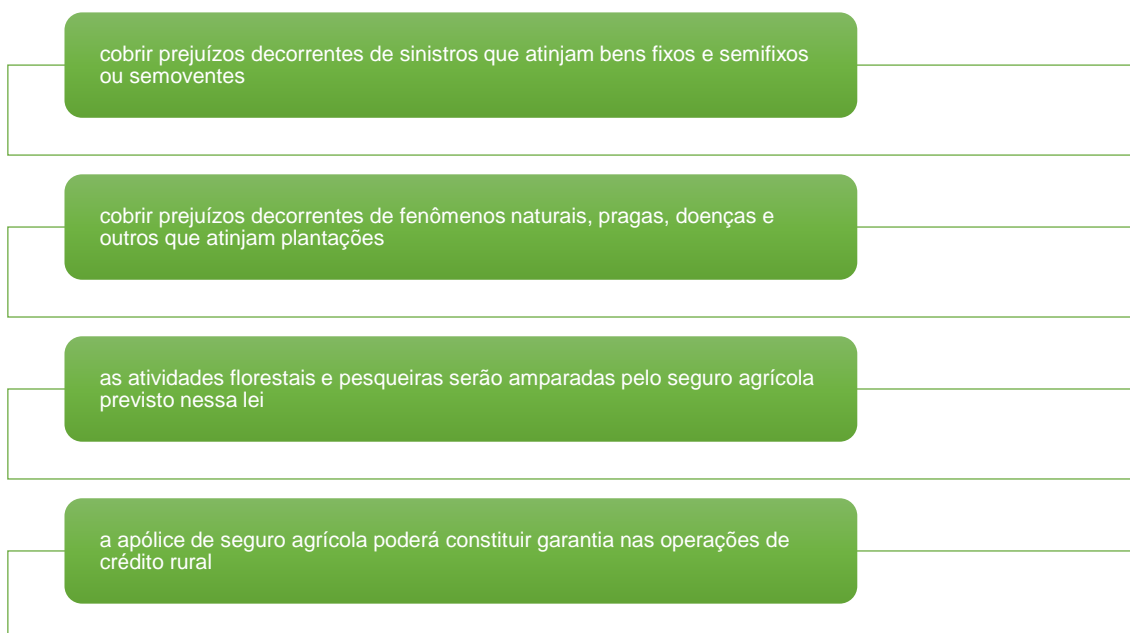 cobrir prejuízos decorrentes de sinistros que atinjam bens fixos e semifixos
ou semoventes
cobrir prejuízos decorrentes de fenômenos naturais, pragas, doenças e
outros que atinjam plantações
as atividades florestais e pesqueiras serão amparadas pelo seguro agrícola
previsto nessa lei
a apólice de seguro agrícola poderá constituir garantia nas operações de
crédito rural